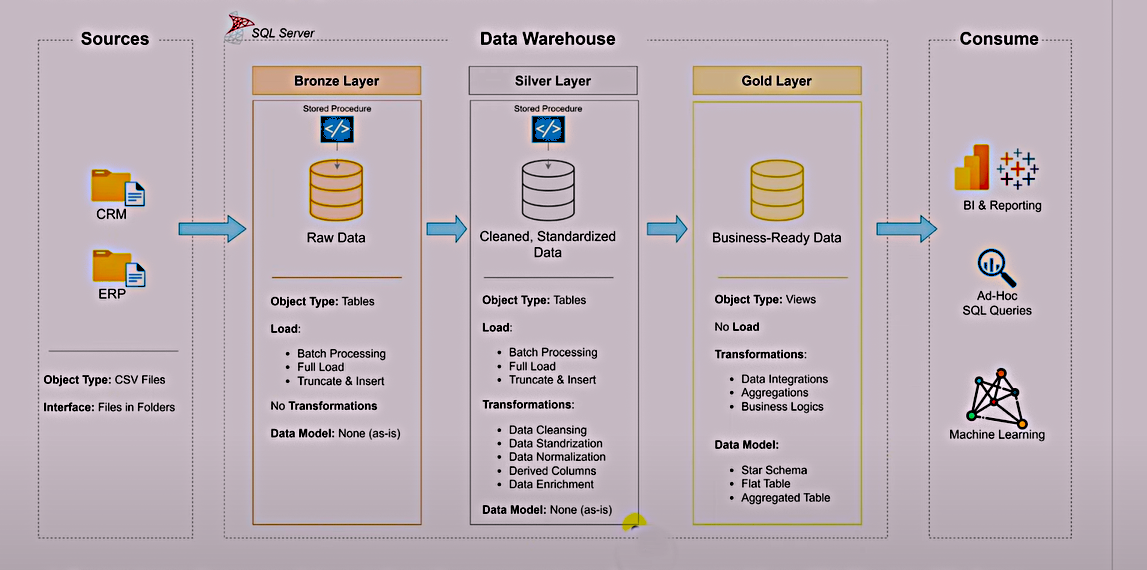 Sources
SQL Server
Data Warehouse
Consume
Bronze Layer
Silver Layer
Gold Layer
Stored Procedure
</>
Raw Data
Object Type: Tables
Load:
• Batch Processing
• Full Load
• Truncate & Insert
No Transformations
Data Model: None (as-is)
Stored Procedure
</>
Cleaned, Standardized
Data
Object Type: Tables
Load:
• Batch Processing
• Full Load
• Truncate & Insert
Transformations:
• Data Cleansing
• Data Standrization
• Data Normalization
• Derived Columns
• Data Enrichment
Data Model: None (as-is)
Business-Ready Data
Object Type: Views
No Load
Transformations:
• Data Integrations
• Aggregations
• Business Logics
Data Model:
• Star Schema
• Flat Table
• Aggregated Table
CRM
ERP
Object Type: CSV Files
Interface: Files in Folders
BI & Reporting
Ad-Hoc
SQL Queries
Machine Learning